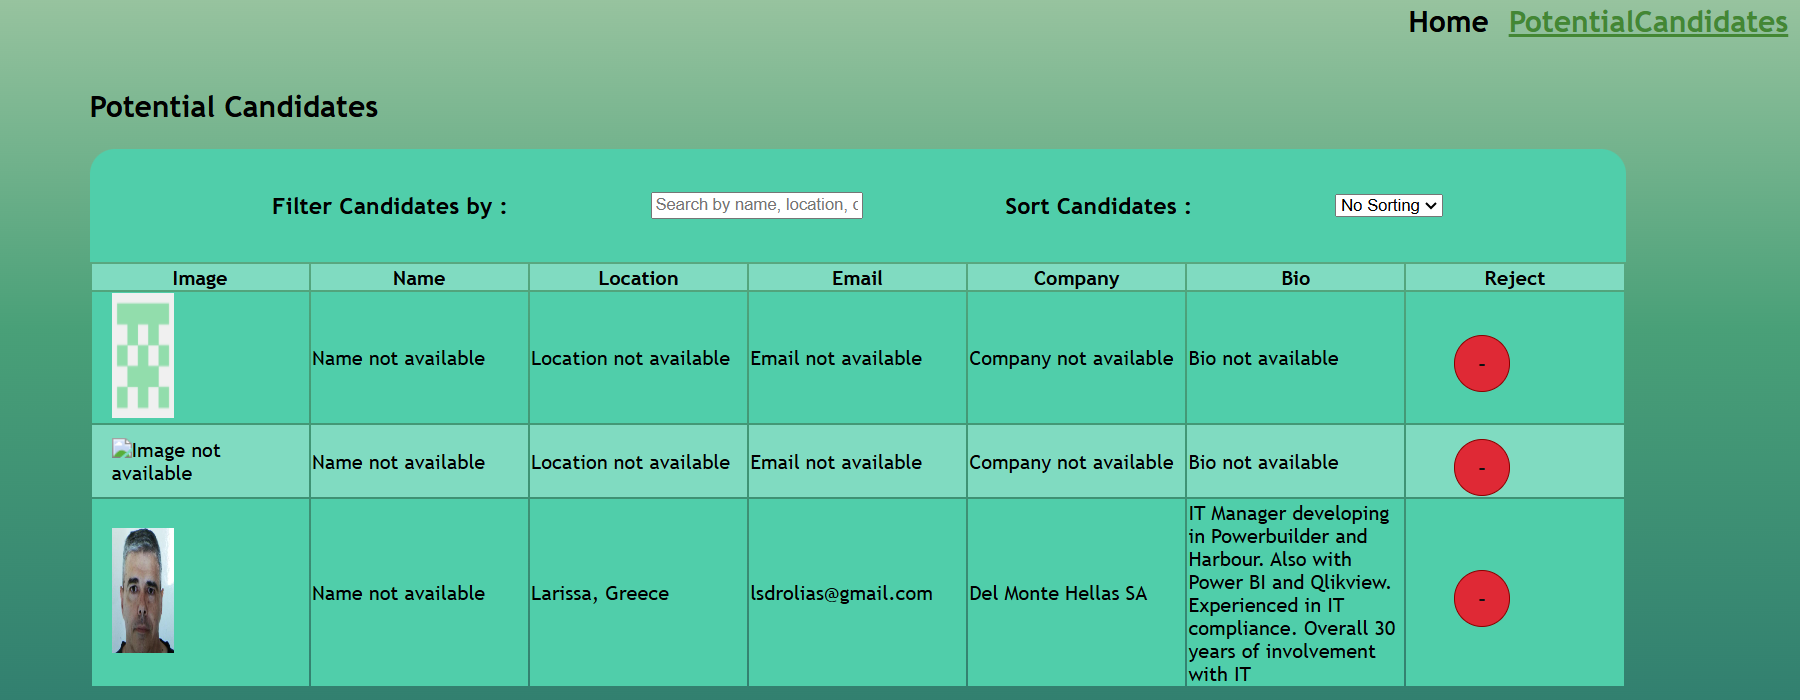 Home PotentialCandidates
Potential Candidates
Filter Candidates by : Search by name, location, c Sort Candidates : No Sorting
Image Name Location Email Company Bio Reject
Name not available Location not available Email not available Company not available Bio not available -
Image not available Name not available Location not available Email not available Company not available Bio not available -
Name not available Larissa, Greece lsdrolias@gmail.com Del Monte Hellas SA
IT Manager developing
in Powerbuilder and
Harbour. Also with
Power BI and Qlikview.
Experienced in IT
compliance. Overall 30
years of involvement
with IT
-